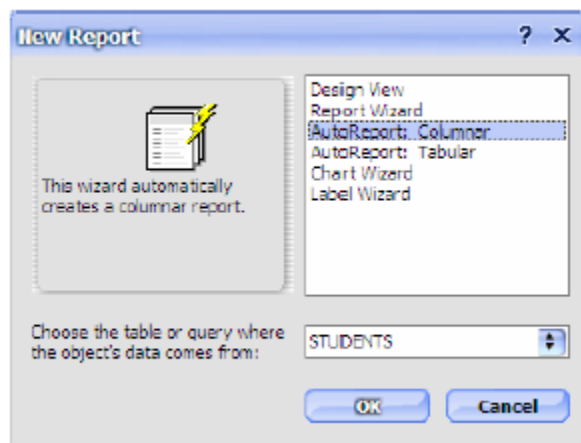 New Report
? X
Design View
Report Wizard
AutoReport: Columnar
AutoReport: Tabular
Chart Wizard
Label Wizard
This wizard automatically
creates a columnar report.
Choose the table or query where
the object's data comes from:
STUDENTS
OK
Cancel